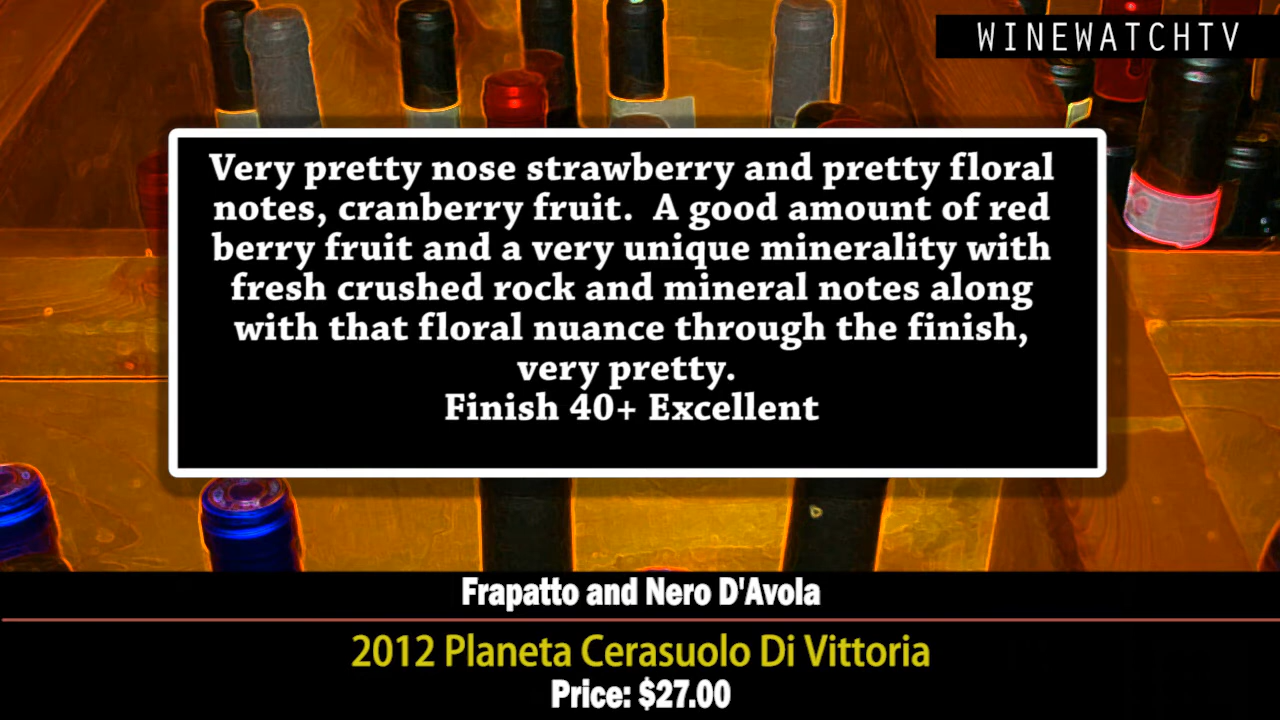 WINEWATCHTV
Very pretty nose strawberry and pretty floral
notes, cranberry fruit.  A good amount of red
berry fruit and a very unique minerality with
fresh crushed rock and mineral notes along
with that floral nuance through the finish,
very pretty.
Finish 40+ Excellent
Frapatto and Nero D'Avola
2012 Planeta Cerasuolo Di Vittoria
Price: $27.00